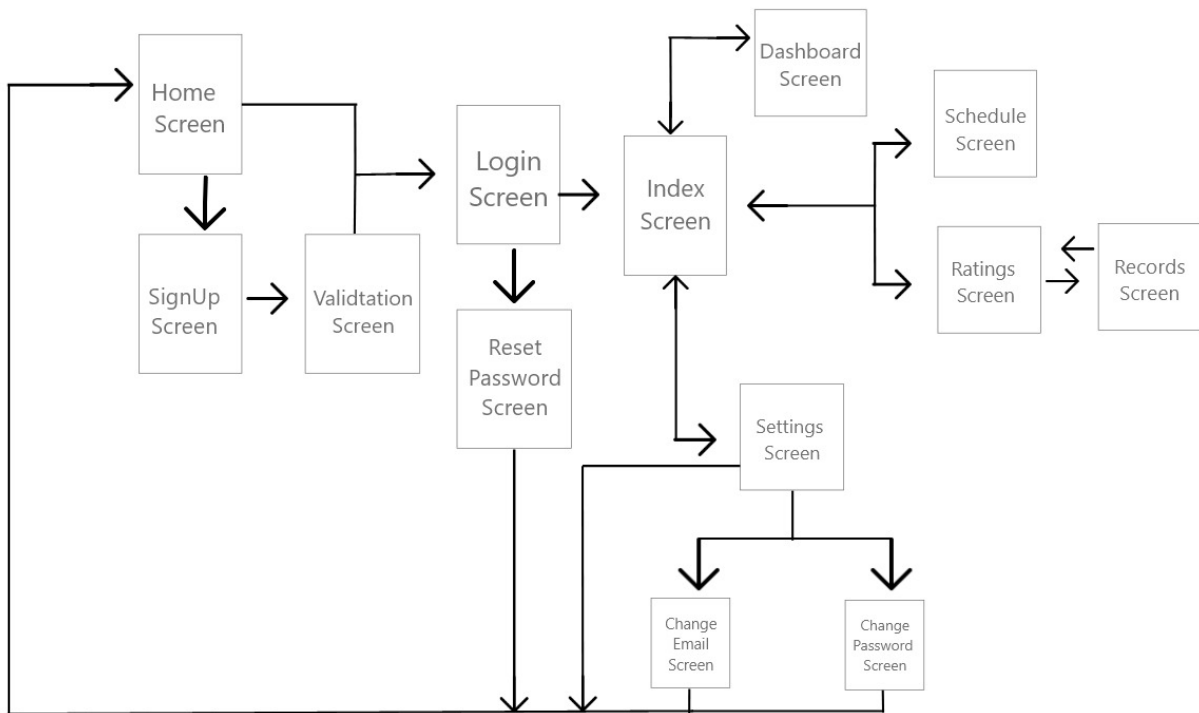 Home
Screen
SignUp
Screen
Validtation
Screen
Login
Screen
Reset
Password
Screen
Index
Screen
Dashboard
Screen
Schedule
Screen
Ratings
Screen
Records
Screen
Settings
Screen
Change
Email
Screen
Change
Password
Screen